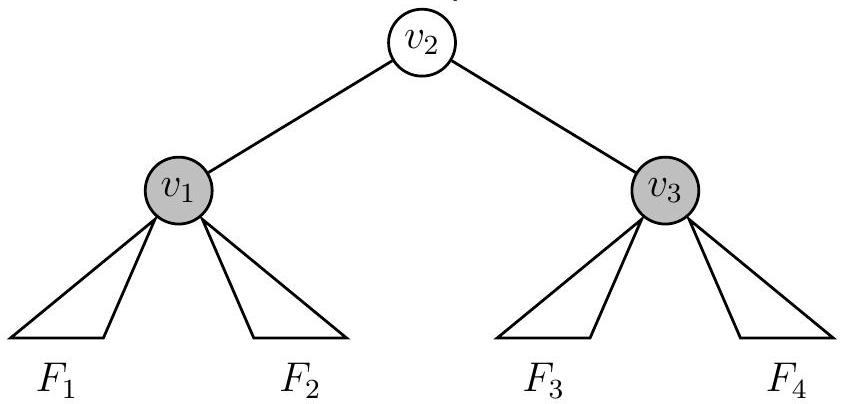 v₂
v₁ v₃
F₁ F₂ F₃ F₄